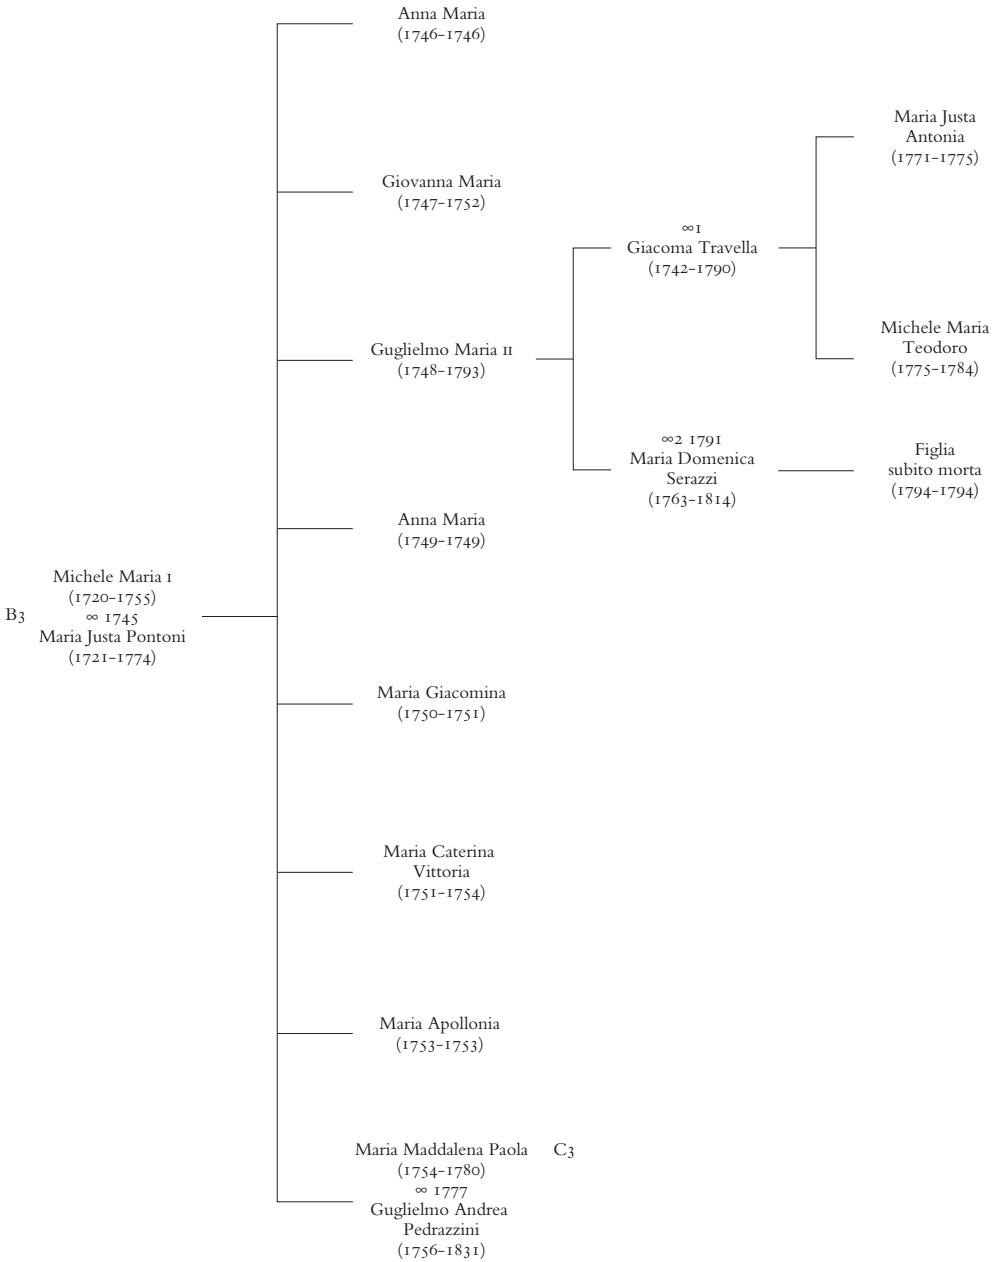 Anna Maria
(1746-1746)
Maria Justa
Antonia
(1771-1775)
Giovanna Maria
(1747-1752)
∞1
Giacoma Travella
(1742-1790)
Michele Maria
Teodoro
(1775-1784)
Guglielmo Maria II
(1748-1793)
∞2 1791
Maria Domenica
Serazzi
(1763-1814)
Figlia
subito morta
(1794-1794)
Anna Maria
(1749-1749)
B3
Michele Maria I
(1720-1755)
∞ 1745
Maria Justa Pontoni
(1721-1774)
Maria Giacomina
(1750-1751)
Maria Caterina
Vittoria
(1751-1754)
Maria Apollonia
(1753-1753)
Maria Maddalena Paola C3
(1754-1780)
∞ 1777
Guglielmo Andrea
Pedrazzini
(1756-1831)